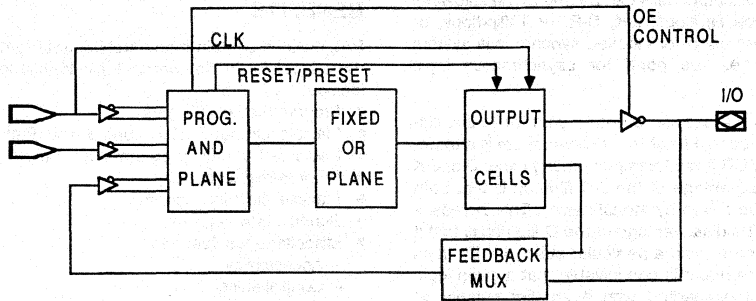 OE
CONTROL
CLK
RESET/PRESET
I/O
PROG.
AND
PLANE
FIXED
OR
PLANE
OUTPUT
CELLS
FEEDBACK
MUX